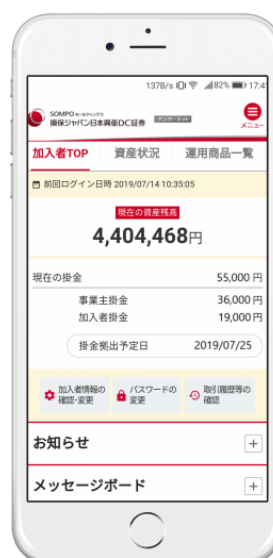 137B/s 82% 17:4
SOMPO ホールディングス
損保ジャパン日本興亜DC証券 アンサーネット
メニュー
加入者TOP 資産状況 運用商品一覧
前回ログイン日時 2019/07/14 10:35:05
現在の資産残高
4,404,468円
現在の掛金 55,000 円
事業主掛金 36,000 円
加入者掛金 19,000 円
掛金拠出予定日 2019/07/25
加入者情報の
確認・変更
パスワードの
変更
取引履歴等の
確認
お知らせ
メッセージボード